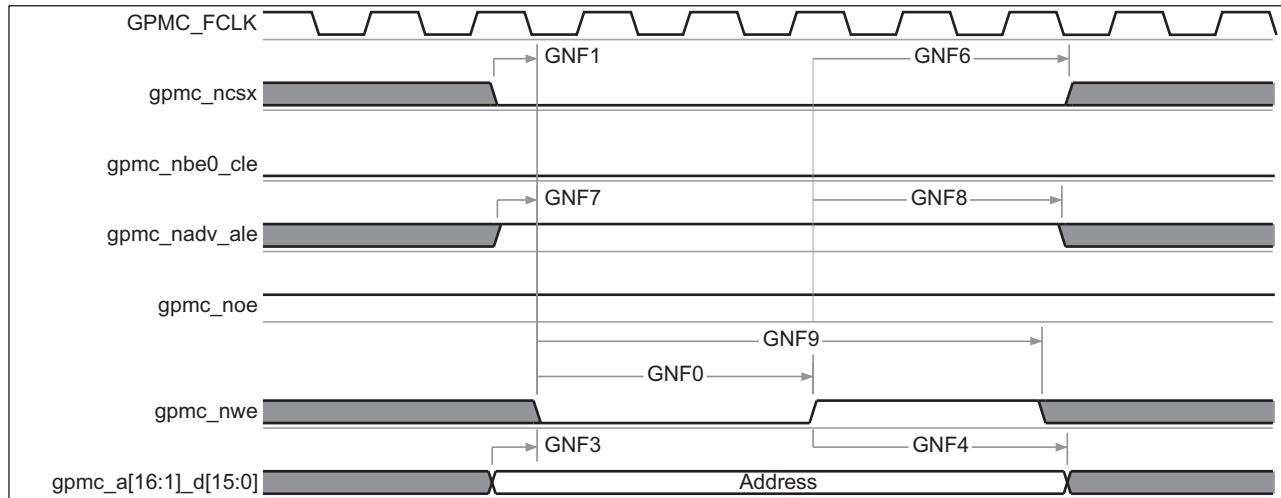 GPMC_FCLK
GNF1 GNF6
gpmc_ncsx
gpmc_nbe0_cle
GNF7 GNF8
gpmc_nadv_ale
gpmc_noe
GNF9
GNF0
gpmc_nwe
GNF3 GNF4
gpmc_a[16:1]_d[15:0] Address